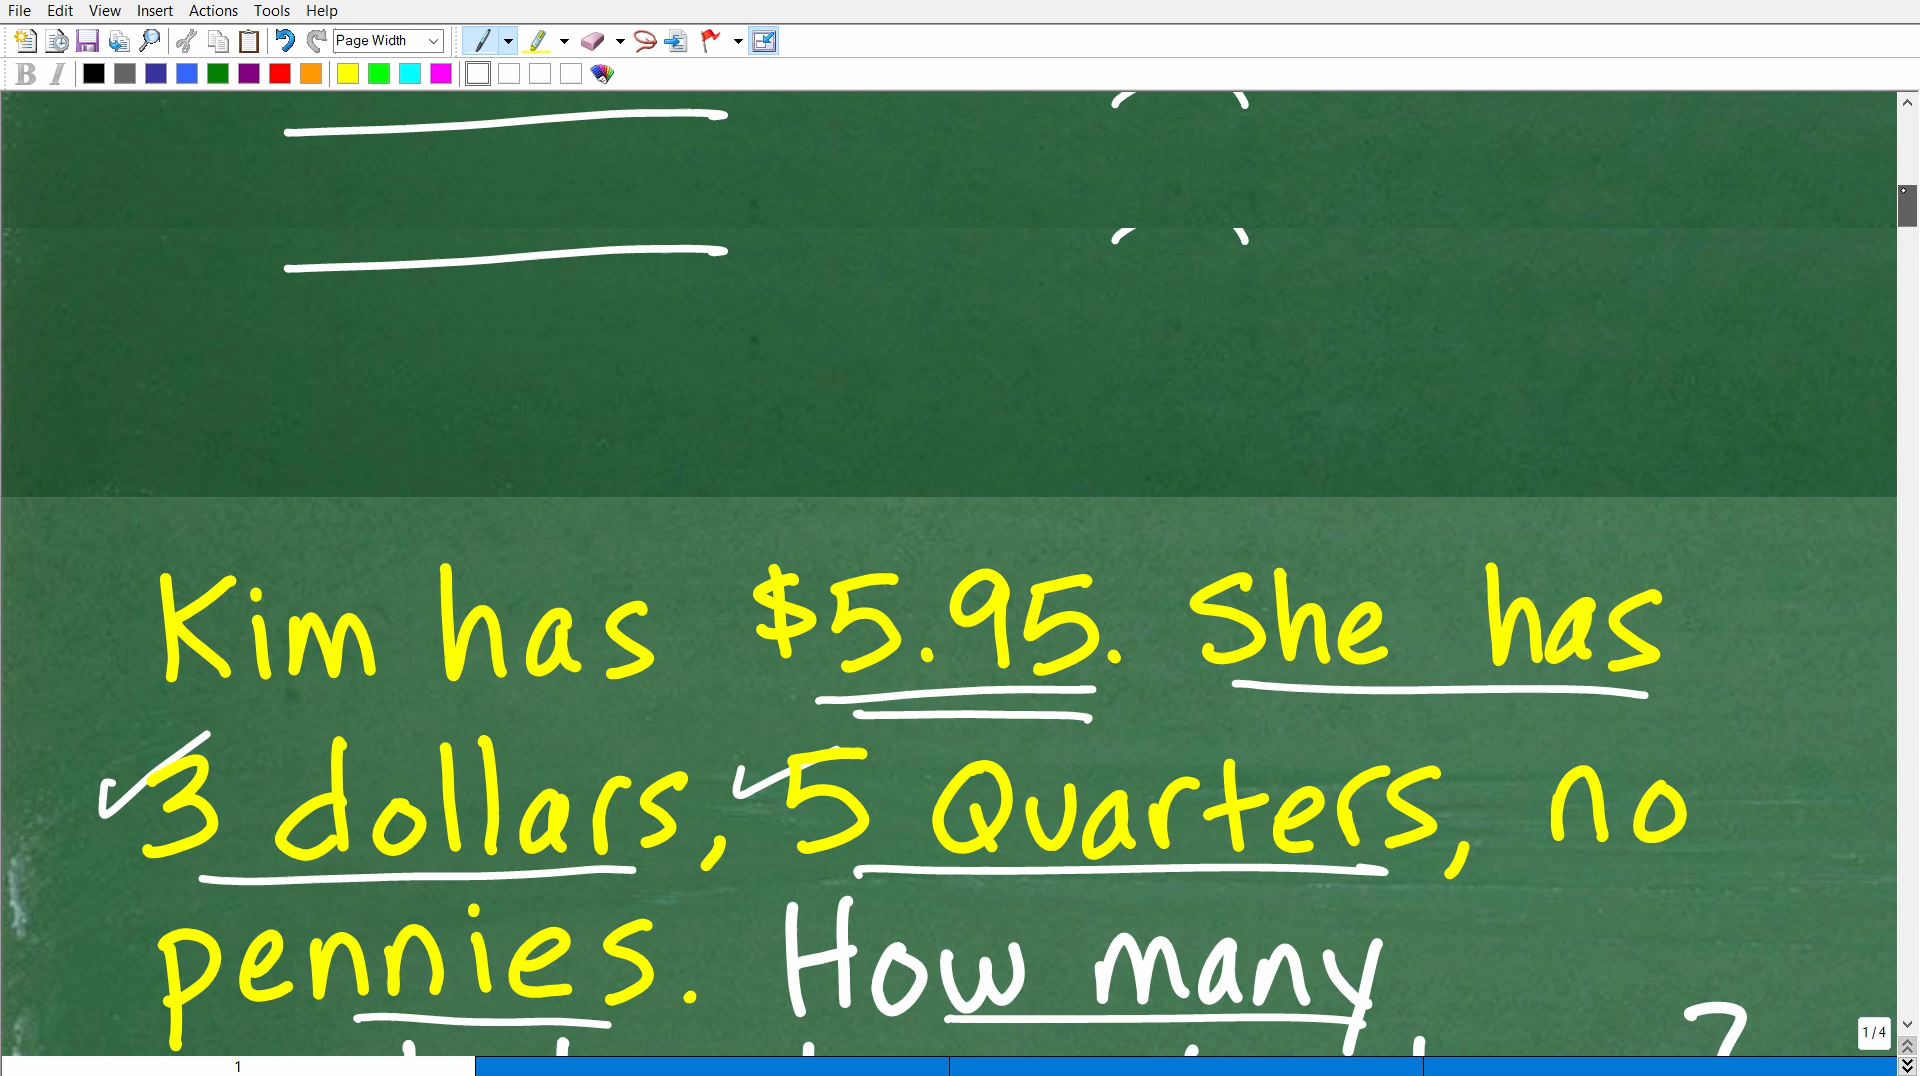 File Edit View Insert Actions Tools Help
Page Width
B I
Kim has $5.95. She has
3 dollars, 5 Quarters, no
pennies. How many
?
1 / 4
1